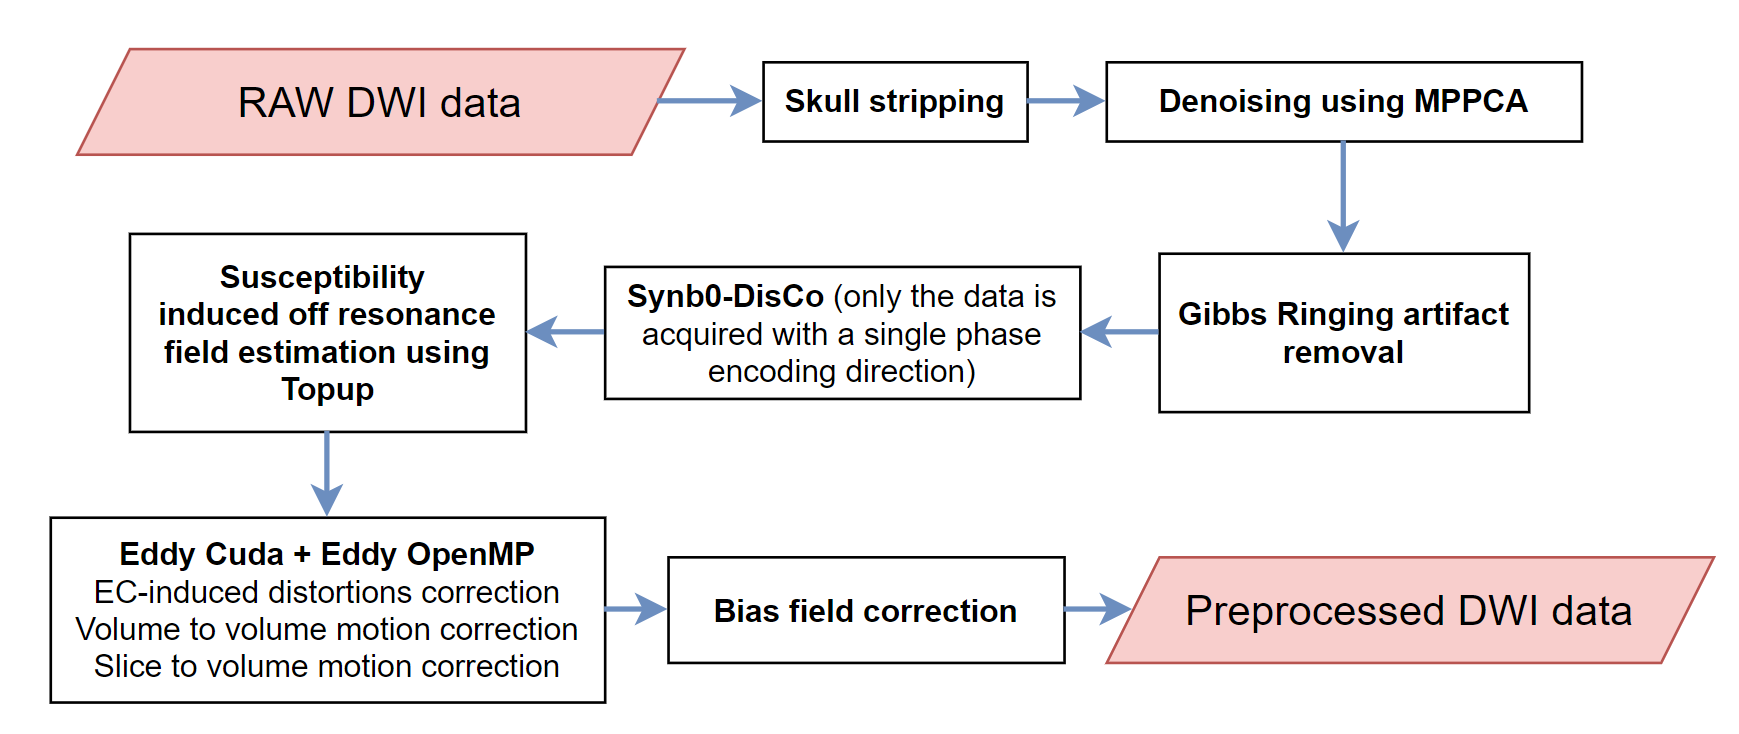 RAW DWI data
Skull stripping
Denoising using MPPCA
Gibbs Ringing artifact
removal
Synb0-DisCo (only the data is
acquired with a single phase
encoding direction)
Susceptibility
induced off resonance
field estimation using
Topup
Eddy Cuda + Eddy OpenMP
EC-induced distortions correction
Volume to volume motion correction
Slice to volume motion correction
Bias field correction
Preprocessed DWI data